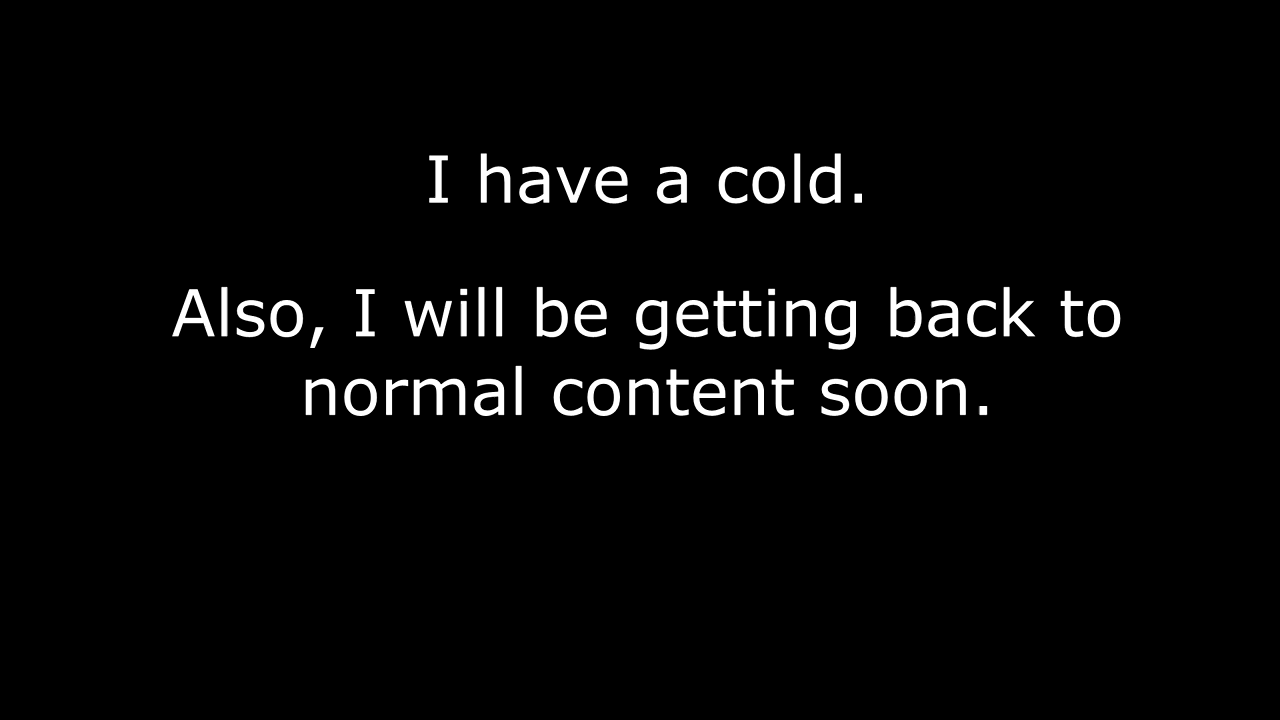 I have a cold.
Also, I will be getting back to
normal content soon.